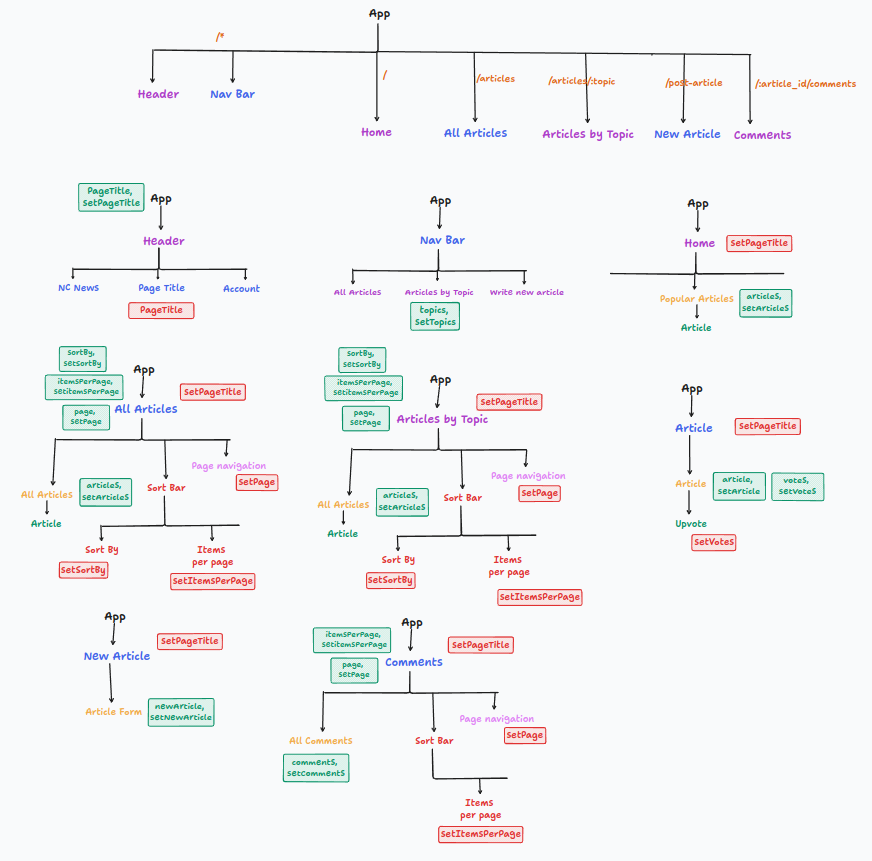 App
/*
/
/articles
/articles/:topic
/post-article
/:article_id/comments
Header
Nav Bar
Home
All Articles
Articles by Topic
New Article
Comments
PageTitle,
setPageTitle
App
Header
NC News
Page Title
Account
PageTitle
App
Nav Bar
All Articles
Articles by Topic
Write new article
topics,
setTopics
App
Home
setPageTitle
Popular Articles
articles,
setArticles
Article
sortBy,
setsortBy
itemsPerPage,
setitemsPerPage
page,
setPage
App
All Articles
setPageTitle
Page navigation
setPage
All Articles
articles,
setArticles
Article
Sort Bar
Sort By
setSortBy
Items
per page
setItemsPerPage
sortBy,
setsortBy
itemsPerPage,
setitemsPerPage
page,
setPage
App
Articles by Topic
setPageTitle
Page navigation
setPage
All Articles
articles,
setArticles
Article
Sort Bar
Sort By
setSortBy
Items
per page
setItemsPerPage
App
Article
setPageTitle
Article
article,
setArticle
votes,
setVotes
Upvote
setVotes
App
New Article
setPageTitle
Article Form
newArticle,
setNewArticle
itemsPerPage,
setitemsPerPage
page,
setPage
App
Comments
setPageTitle
Page navigation
setPage
All Comments
comments,
setComments
Sort Bar
Items
per page
setItemsPerPage